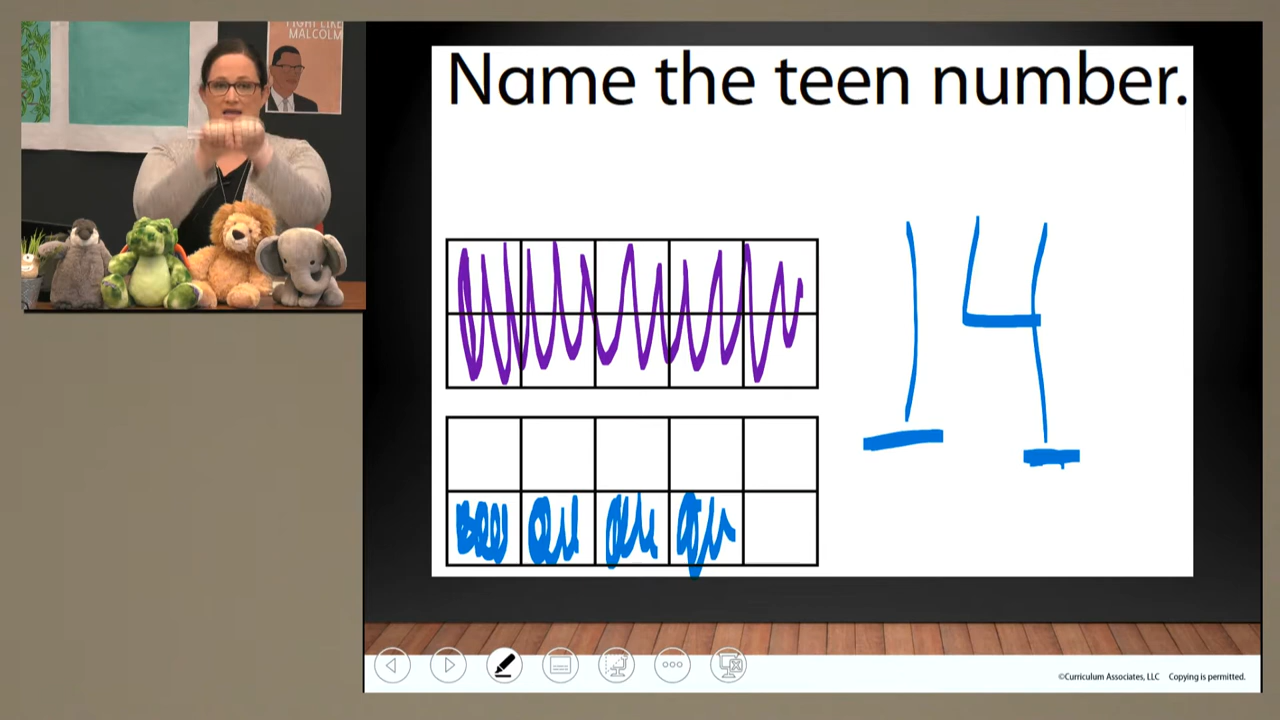 FIGHT LIKE
MALCOLM
Name the teen number.
14
©Curriculum Associates, LLC Copying is permitted.